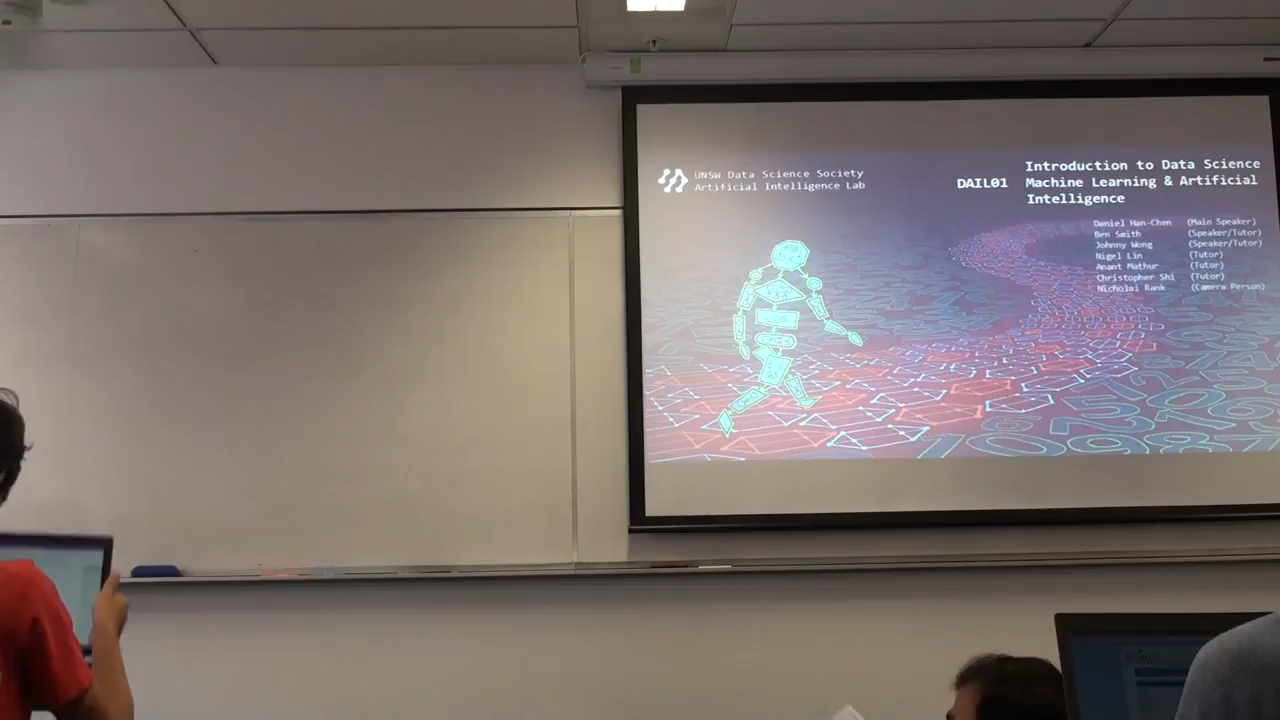 UNSW Data Science Society
Artificial Intelligence Lab
DAIL01
Introduction to Data Science
Machine Learning & Artificial
Intelligence
Daniel Han-Chen (Main Speaker)
Ben Smith (Speaker/Tutor)
Johnny Wong (Speaker/Tutor)
Nigel Lin (Tutor)
Anant Mathur (Tutor)
Christopher Shi (Tutor)
Nicholai Rank (Camera Person)